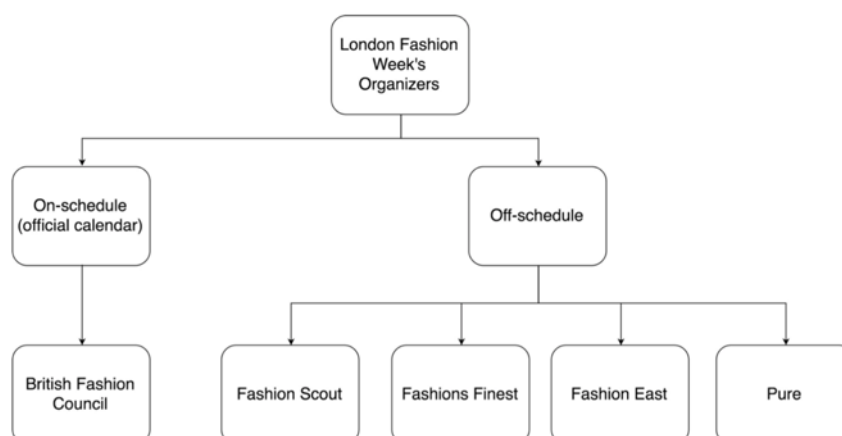 London Fashion
Week's
Organizers
On-schedule
(official calendar)
Off-schedule
British Fashion
Council
Fashion Scout
Fashions Finest
Fashion East
Pure